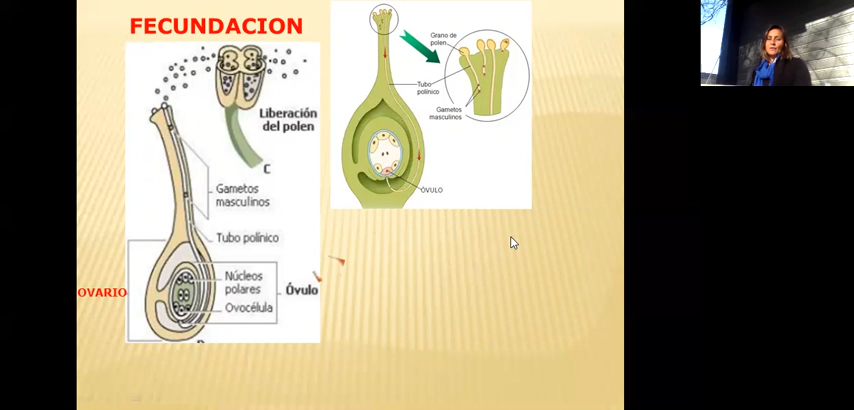 FECUNDACION
Liberación
del polen
C
Gametos
masculinos
Tubo polínico
Núcleos
polares
Ovocélula
Óvulo
OVARIO
Grano de
polen
Tubo
polínico
Gametos
masculinos
ÓVULO